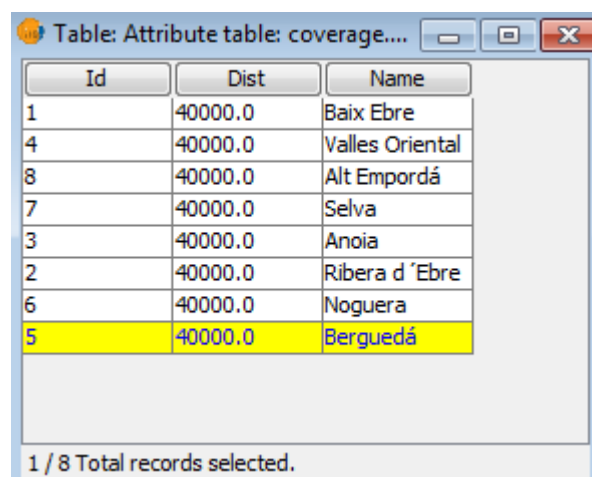 Table: Attribute table: coverage....
Id Dist Name
1 40000.0 Baix Ebre
4 40000.0 Valles Oriental
8 40000.0 Alt Empordá
7 40000.0 Selva
3 40000.0 Anoia
2 40000.0 Ribera d ´Ebre
6 40000.0 Noguera
5 40000.0 Berguedá
1 / 8 Total records selected.